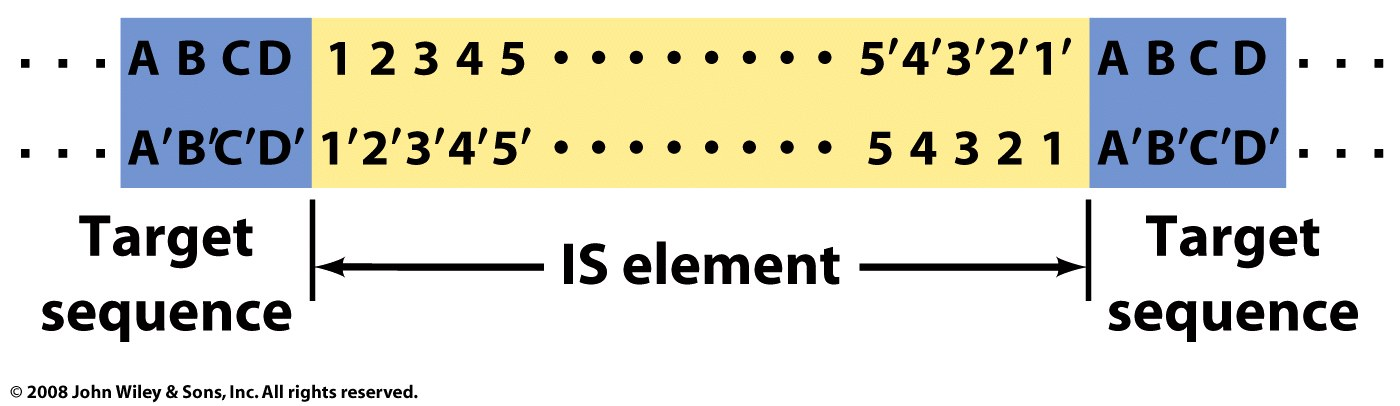 . . . A B C D 1 2 3 4 5 • • • • • • • • 5′4′3′2′1′ A B C D . . .
. . . A′B′C′D′ 1′2′3′4′5′ • • • • • • • • 5 4 3 2 1 A′B′C′D′ . . .
Target sequence
IS element
Target sequence
© 2008 John Wiley & Sons, Inc. All rights reserved.